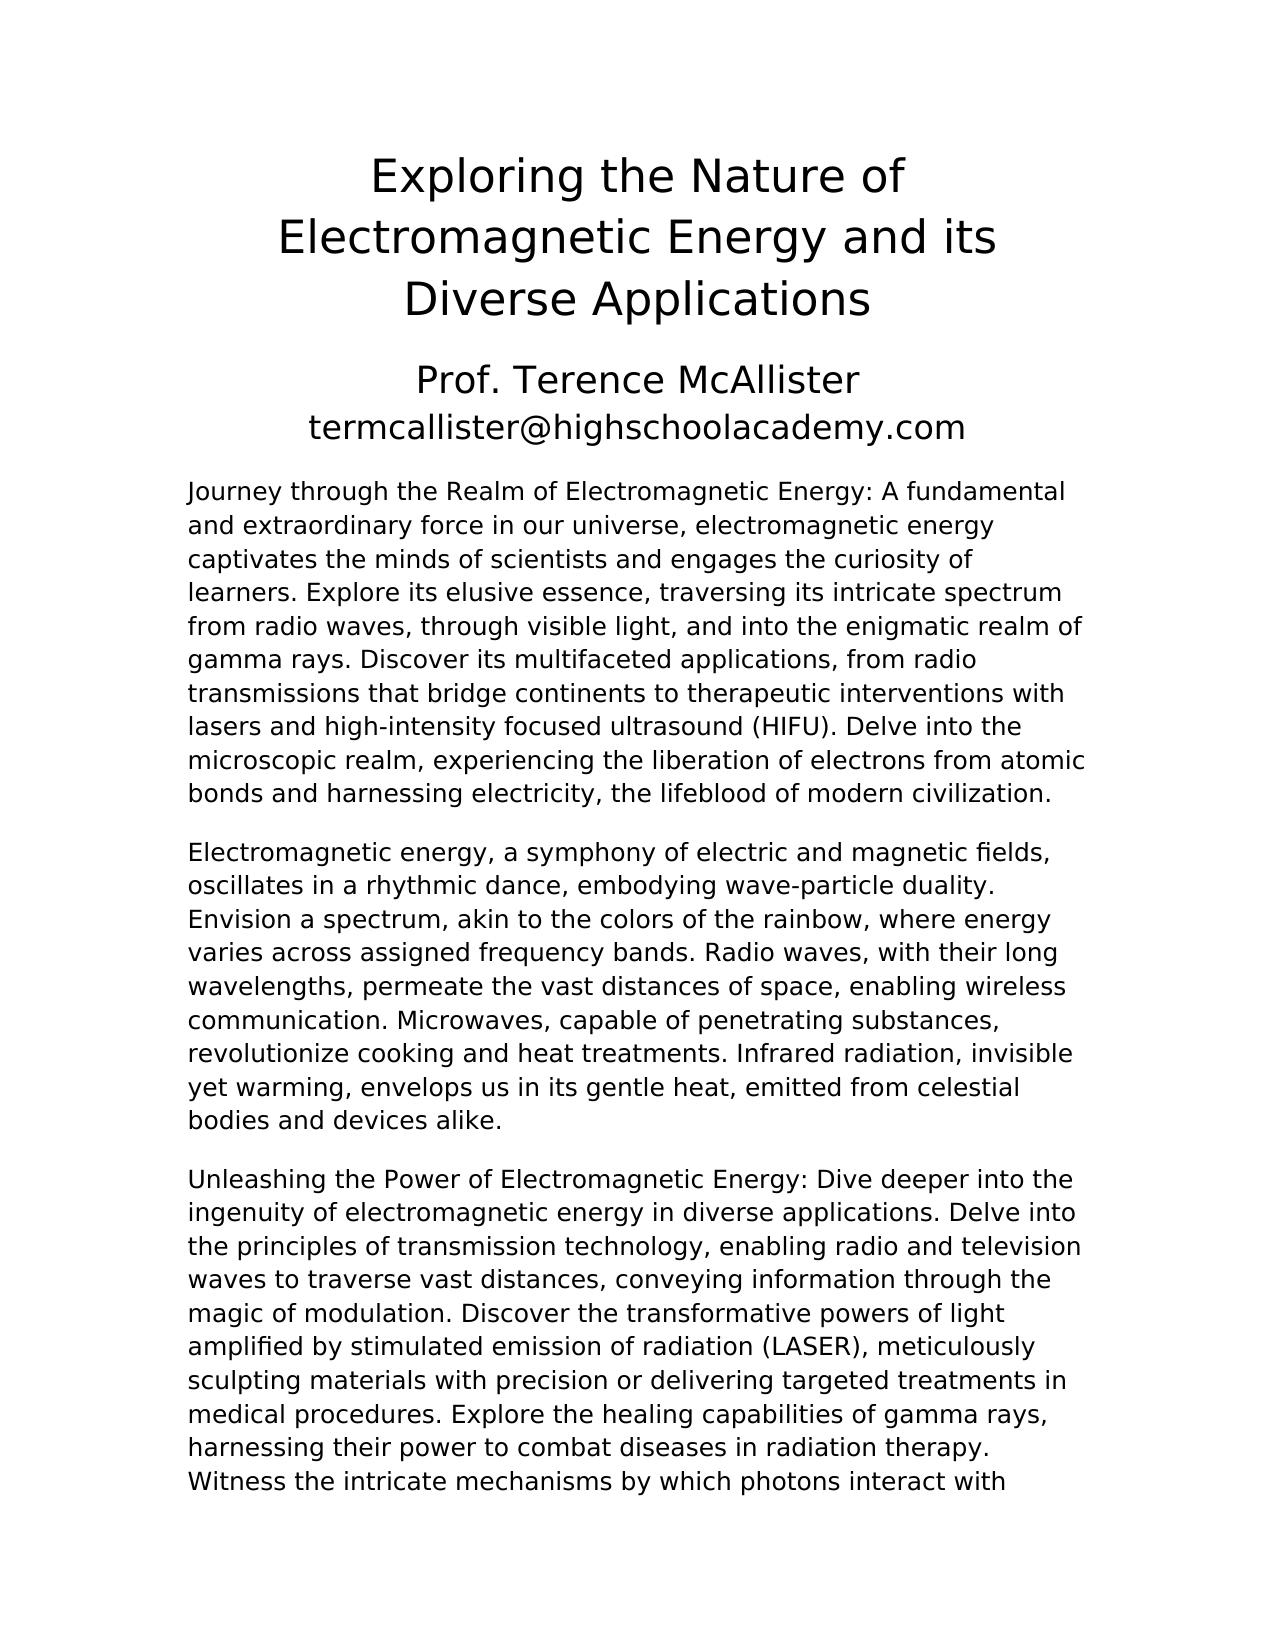 Exploring the Nature of
Electromagnetic Energy and its
Diverse Applications
Prof. Terence McAllister
termcallister@highschoolacademy.com
Journey through the Realm of Electromagnetic Energy: A fundamental
and extraordinary force in our universe, electromagnetic energy
captivates the minds of scientists and engages the curiosity of
learners. Explore its elusive essence, traversing its intricate spectrum
from radio waves, through visible light, and into the enigmatic realm of
gamma rays. Discover its multifaceted applications, from radio
transmissions that bridge continents to therapeutic interventions with
lasers and high-intensity focused ultrasound (HIFU). Delve into the
microscopic realm, experiencing the liberation of electrons from atomic
bonds and harnessing electricity, the lifeblood of modern civilization.
Electromagnetic energy, a symphony of electric and magnetic fields,
oscillates in a rhythmic dance, embodying wave-particle duality.
Envision a spectrum, akin to the colors of the rainbow, where energy
varies across assigned frequency bands. Radio waves, with their long
wavelengths, permeate the vast distances of space, enabling wireless
communication. Microwaves, capable of penetrating substances,
revolutionize cooking and heat treatments. Infrared radiation, invisible
yet warming, envelops us in its gentle heat, emitted from celestial
bodies and devices alike.
Unleashing the Power of Electromagnetic Energy: Dive deeper into the
ingenuity of electromagnetic energy in diverse applications. Delve into
the principles of transmission technology, enabling radio and television
waves to traverse vast distances, conveying information through the
magic of modulation. Discover the transformative powers of light
amplified by stimulated emission of radiation (LASER), meticulously
sculpting materials with precision or delivering targeted treatments in
medical procedures. Explore the healing capabilities of gamma rays,
harnessing their power to combat diseases in radiation therapy.
Witness the intricate mechanisms by which photons interact with